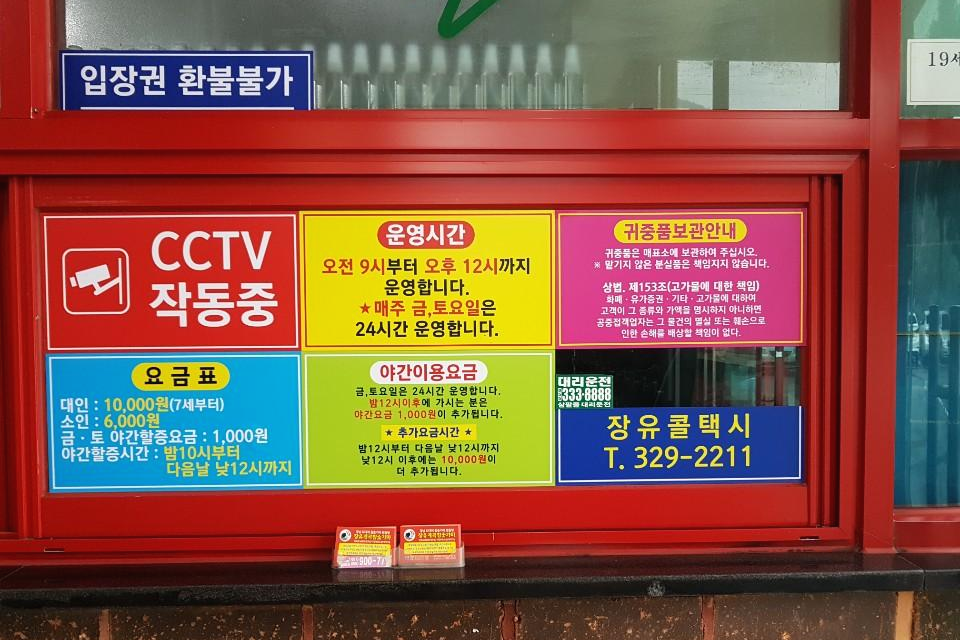 입장권 환불불가
19세
CCTV
작동중
운영시간
오전 9시부터 오후 12시까지
운영합니다.
★매주 금,토요일은
24시간 운영합니다.
귀중품보관안내
귀중품은 매표소에 보관하여 주십시오.
※ 맡기지 않은 분실품은 책임지지 않습니다.
상법. 제153조(고가물에 대한 책임)
화폐 · 유가증권 · 기타 · 고가물에 대하여
고객이 그 종류와 가액을 명시하지 아니하면
공중접객업자는 그 물건의 멸실 또는 훼손으로
인한 손해를 배상할 책임이 없다.
요금표
대인 : 10,000원(7세부터)
소인 : 6,000원
금 · 토 야간할증요금 : 1,000원
야간할증시간 : 밤10시부터
다음날 낮12시까지
야간이용요금
금,토요일은 24시간 운영합니다.
밤12시이후에 가시는 분은
야간요금 1,000원이 추가됩니다.
★ 추가요금시간 ★
밤12시부터 다음날 낮12시까지
낮12시 이후에는 10,000원이
더 추가됩니다.
대리운전
333-8888
대리운전
장유콜택시
T. 329-2211
900-77